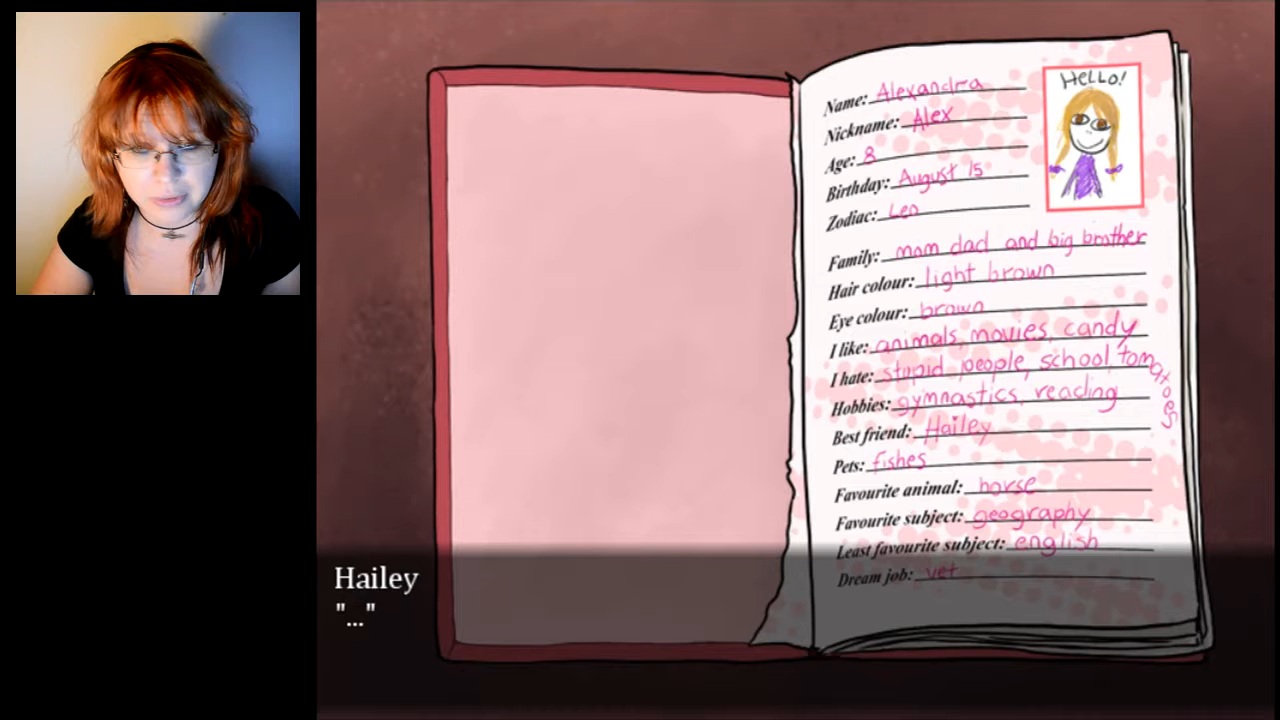 HeLLo!
Name: Alexandra
Nickname: Alex
Age: 8
Birthday: August 15
Zodiac: Leo
Family: mom dad and big brother
Hair colour: light brown
Eye colour: brown
I like: animals, movies, candy
I hate: stupid people, school, tomatoes
Hobbies: gymnastics, reading
Best friend: Hailey
Pets: fishes
Favourite animal: horse
Favourite subject: geography
Least favourite subject: english
Dream job: vet
Hailey
"..."